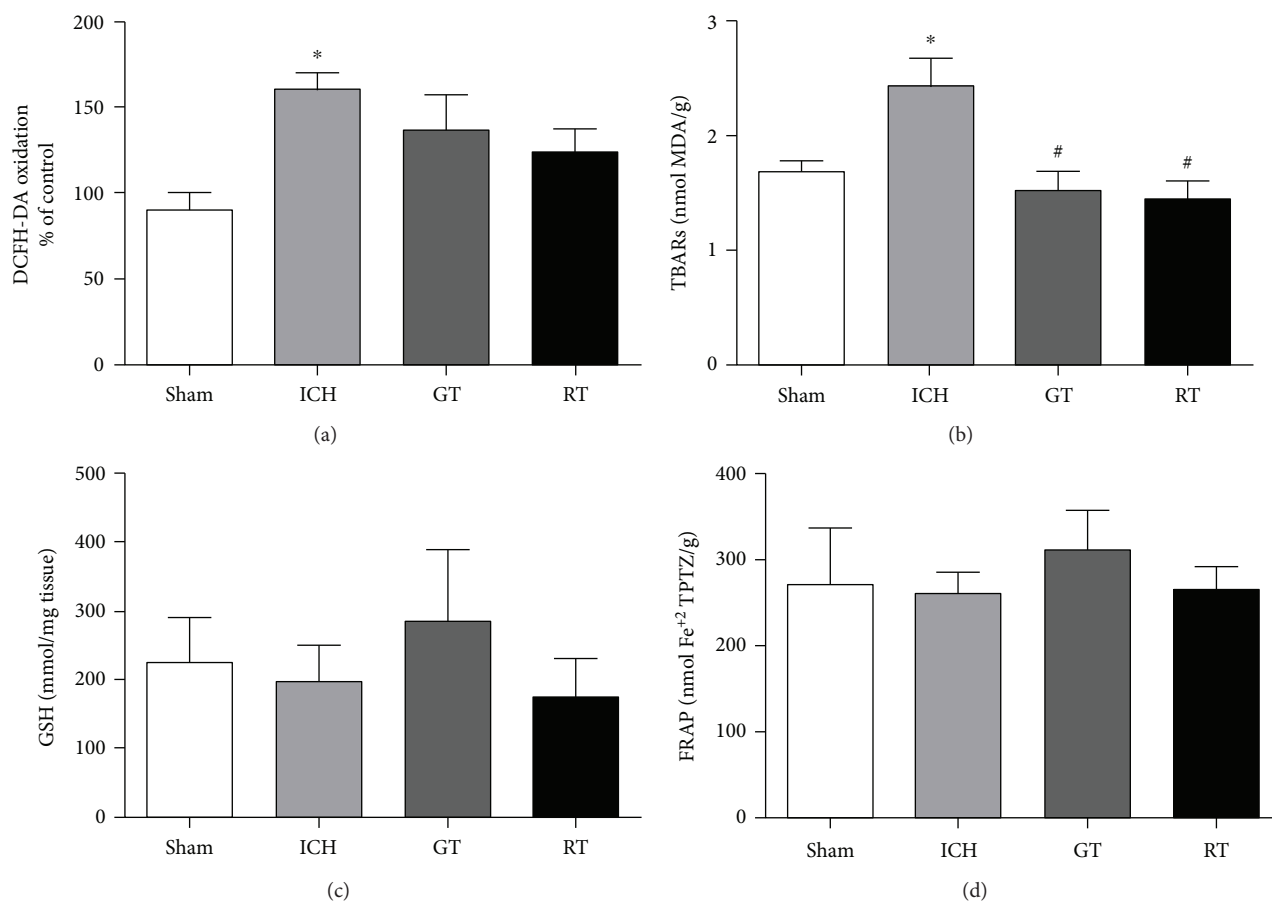 200
150
100
50
0
DCFH-DA oxidation
% of control
*
Sham ICH GT RT
(a)
3
2
1
0
TBARs (nmol MDA/g)
*
#
#
Sham ICH GT RT
(b)
500
400
300
200
100
0
GSH (mmol/mg tissue)
Sham ICH GT RT
(c)
400
300
200
100
0
FRAP (nmol Fe⁺² TPTZ/g)
Sham ICH GT RT
(d)